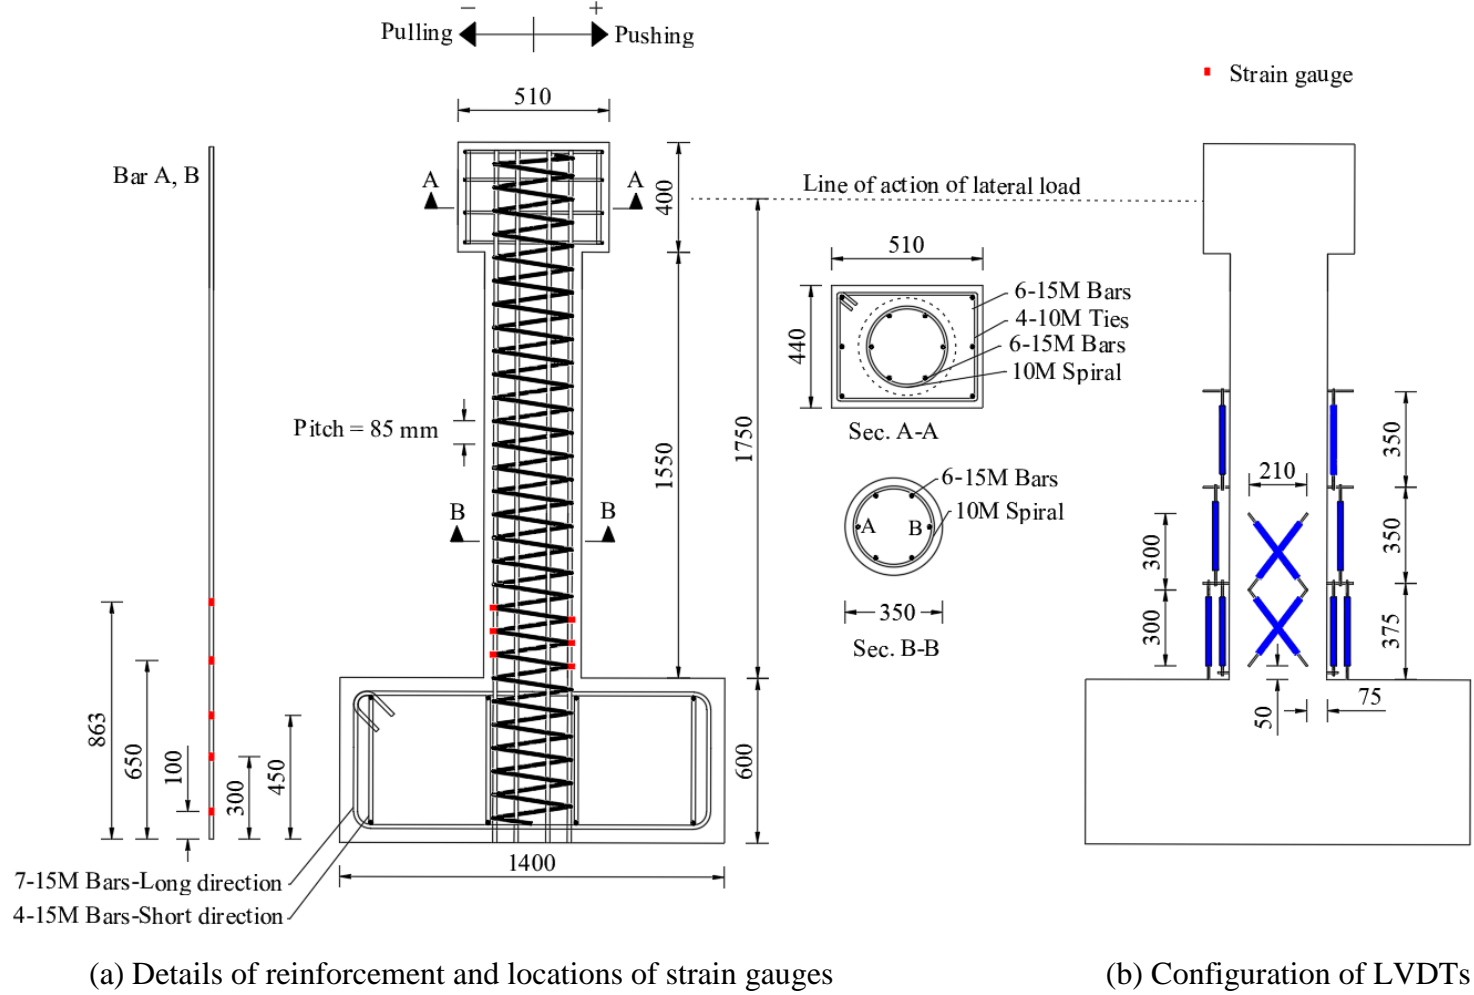 − +
Pulling Pushing
Strain gauge
510
Bar A, B
A A
400
Line of action of lateral load
510
6-15M Bars
4-10M Ties
6-15M Bars
10M Spiral
440
Sec. A-A
Pitch = 85 mm
1550
1750
6-15M Bars
10M Spiral
A B
B B
350
Sec. B-B
350
210
350
300
300
375
50
75
863
650
100
300
450
600
1400
7-15M Bars-Long direction
4-15M Bars-Short direction
(a) Details of reinforcement and locations of strain gauges
(b) Configuration of LVDTs